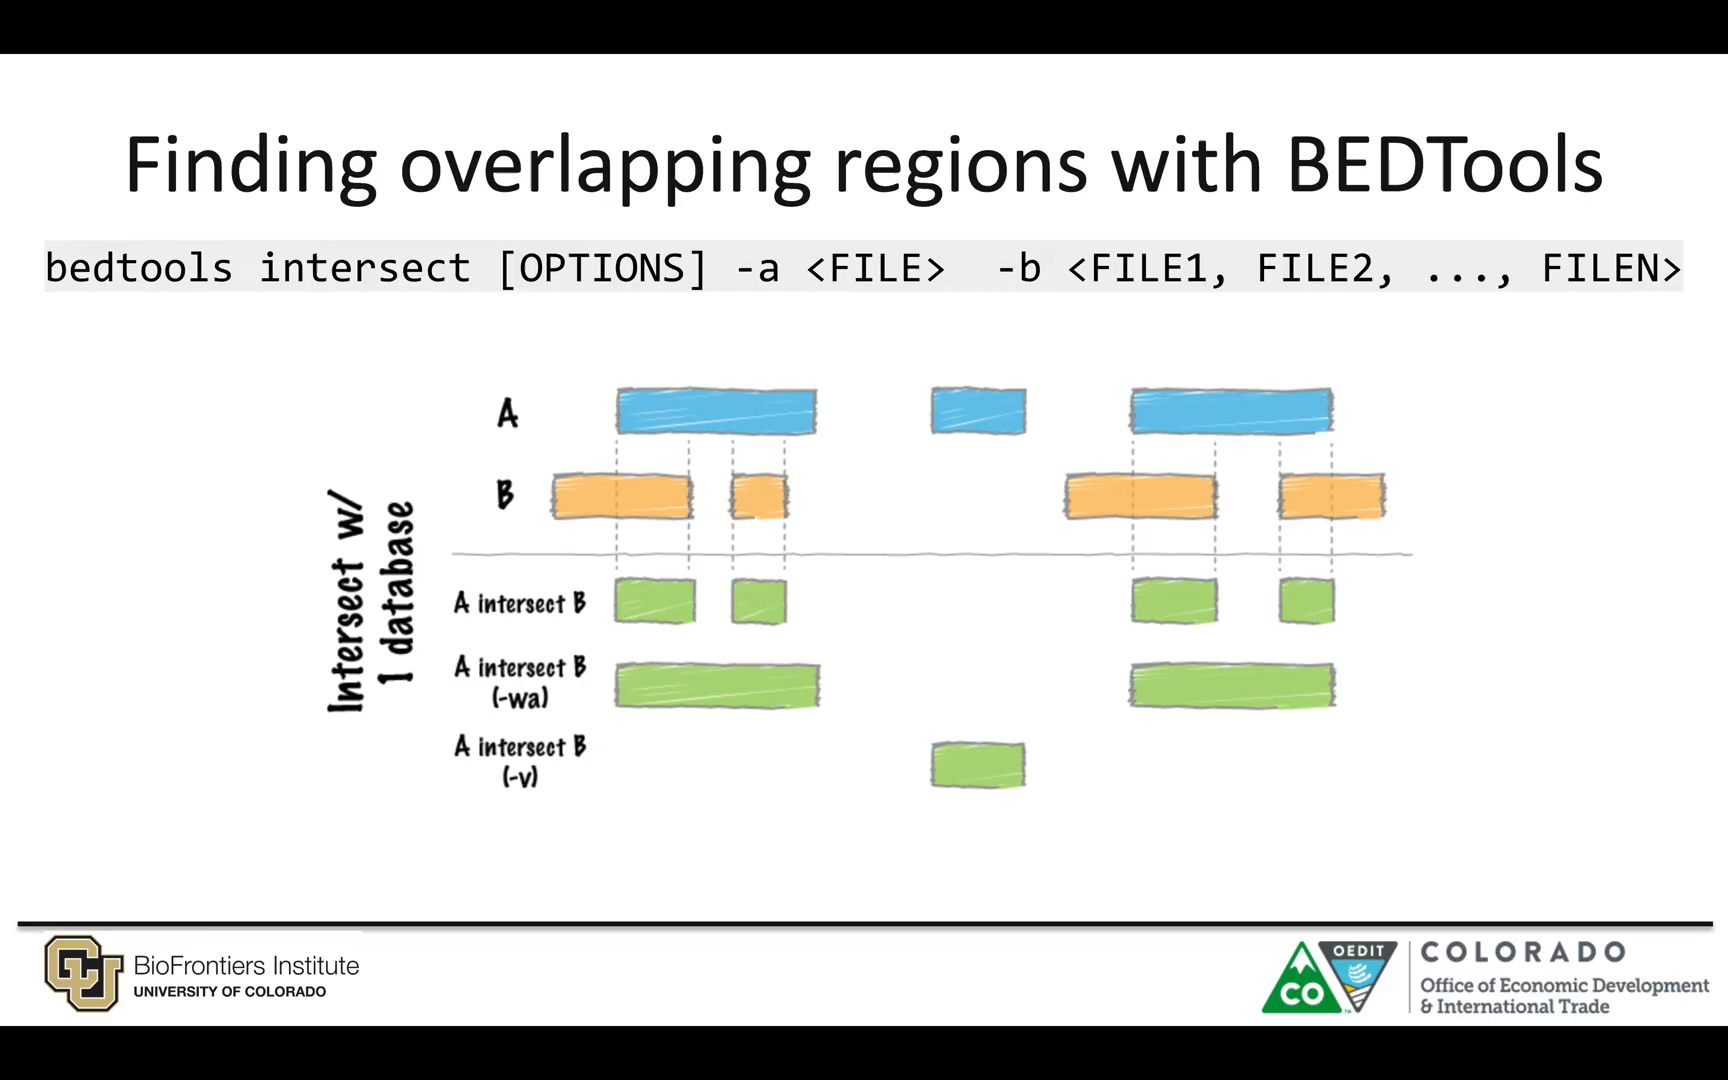 Finding overlapping regions with BEDTools
bedtools intersect [OPTIONS] -a <FILE>  -b <FILE1, FILE2, ..., FILEN>
Intersect w/
1 database
A
B
A intersect B
A intersect B
(-wa)
A intersect B
(-v)
CU
BioFrontiers Institute
UNIVERSITY OF COLORADO
CO
OEDIT
COLORADO
Office of Economic Development
& International Trade